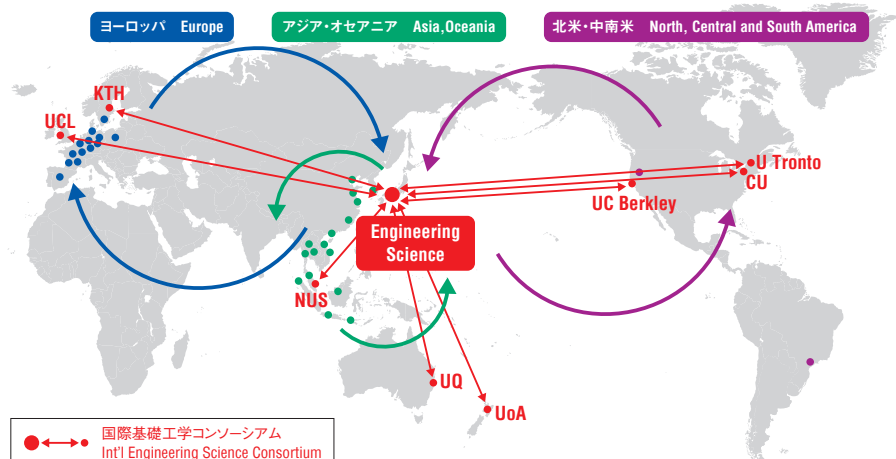 ヨーロッパ Europe
アジア・オセアニア Asia,Oceania
北米・中南米 North, Central and South America
KTH
UCL
U Tronto
CU
UC Berkley
Engineering
Science
NUS
UQ
UoA
国際基礎工学コンソーシアム
Int'l Engineering Science Consortium